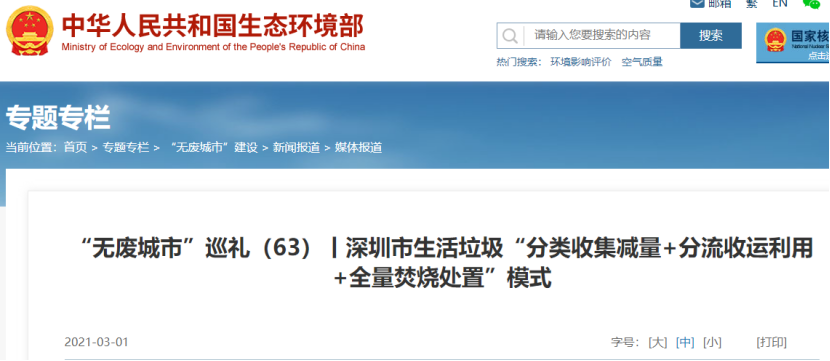 邮箱 繁 EN
中华人民共和国生态环境部
Ministry of Ecology and Environment of the People's Republic of China
请输入您要搜索的内容 搜索
热门搜索： 环境影响评价 空气质量
国家核
National Nuclear
点击
专题专栏
当前位置：首页 > 专题专栏 > “无废城市”建设 > 新闻报道 > 媒体报道
“无废城市”巡礼（63）丨深圳市生活垃圾“分类收集减量+分流收运利用
+全量焚烧处置”模式
2021-03-01 字号：[大] [中] [小] [打印]